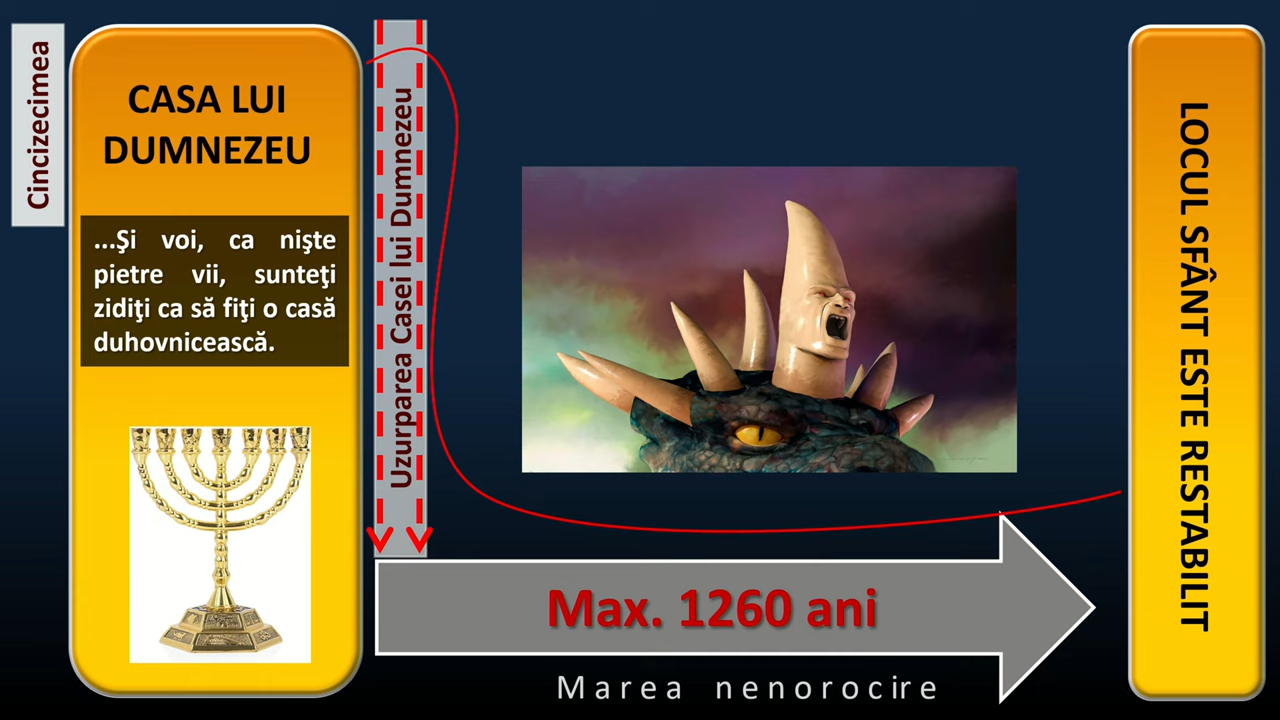 Cincizecimea
CASA LUI
DUMNEZEU
...Şi voi, ca nişte
pietre vii, sunteţi
zidiţi ca să fiţi o casă
duhovnicească.
Uzurparea Casei lui Dumnezeu
Max. 1260 ani
Marea nenorocire
LOCUL SFÂNT ESTE RESTABILIT